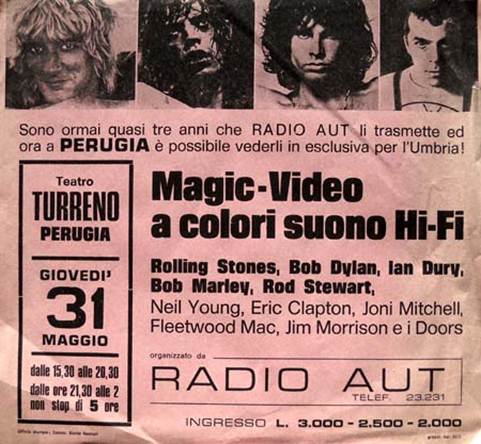 Sono ormai quasi tre anni che RADIO AUT li trasmette ed
ora a PERUGIA è possibile vederli in esclusiva per l'Umbria!
Teatro
TURRENO
PERUGIA
GIOVEDI'
31
MAGGIO
dalle 15,30 alle 20,30
dalle ore 21,30 alle 2
non stop di 5 ore
Magic-Video
a colori suono Hi-Fi
Rolling Stones, Bob Dylan, Ian Dury,
Bob Marley, Rod Stewart,
Neil Young, Eric Clapton, Joni Mitchell,
Fleetwood Mac, Jim Morrison e i Doors
organizzato da
RADIO AUT
TELEF. 23.231
INGRESSO L. 3.000 - 2.500 - 2.000